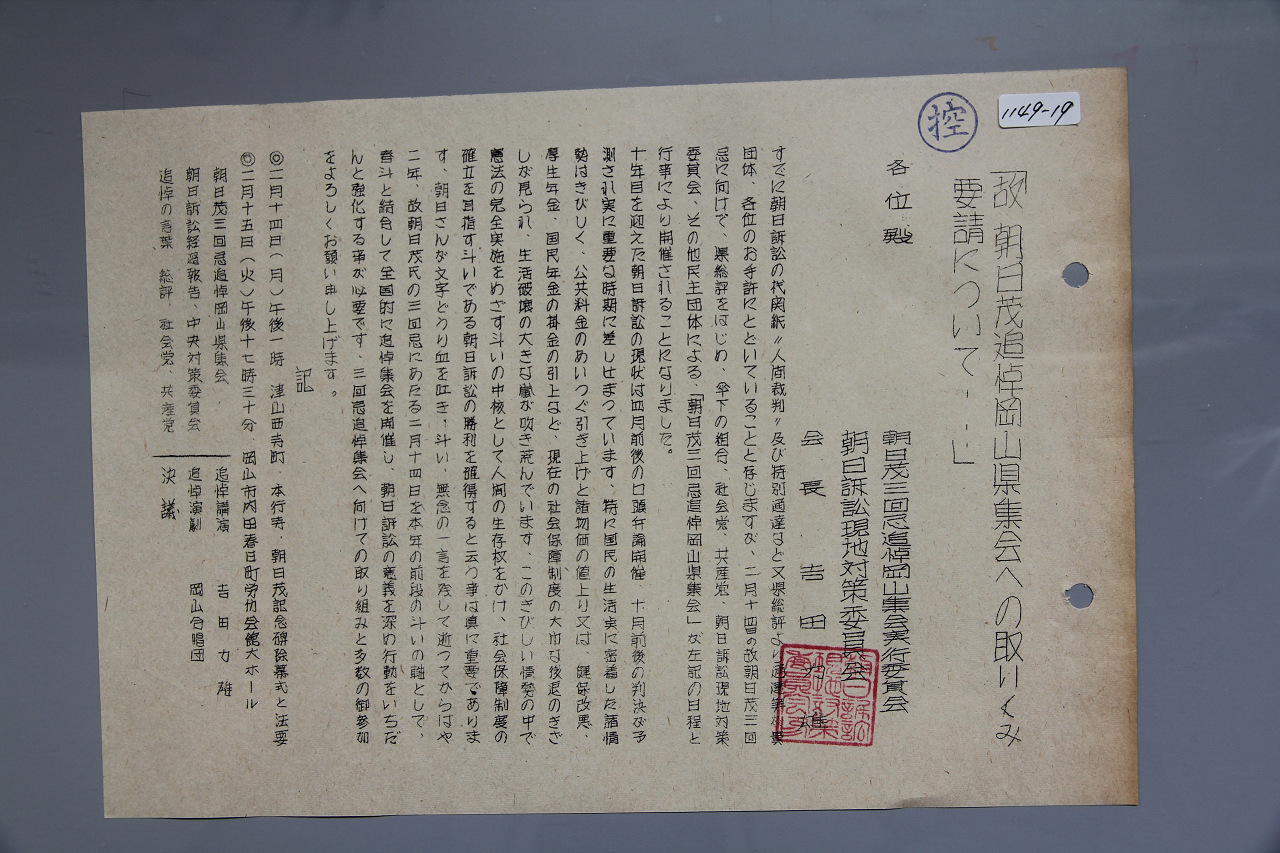 1149-19
控
「故 朝日茂追悼岡山県集会への取りくみ
要請について・・・」
各位殿
朝日茂三回忌追悼岡山集会実行委員会
朝日訴訟現地対策委員会
会長 吉田 力雄
すでに朝日訴訟の機関紙〃人間裁判〃及び特別通達など又県総評より通達等が貴
団体、各位のお手許にとどいていることと存じますが、二月十四日の故朝日茂三回
忌に向けて、県総評をはじめ、傘下の組合、社会党、共産党、朝日訴訟現地対策
委員会、その他民主団体による、「朝日茂三回忌追悼岡山県集会」が左記の日程と
行事により開催されることになりました。
十年目を迎えた朝日訴訟の現状は四月前後の口頭弁論開催 十月前後の判決が予
測され実に重要な時期に差しせまっています、特に国民の生活点に密着した諸情
勢はきびしく、公共料金のあいつぐ引き上げと諸物価の値上り又は、健保改悪、
厚生年金、国民年金の掛金の引上など、現在の社会保障制度の大巾な後退のきざ
しが見られ、生活破壊の大きな嵐が吹き荒んでいます、このきびしい情勢の中で
憲法の完全実施をめざす斗いの中核として人間の生存権をかけ、社会保障制度の
確立を目指す斗いである朝日訴訟の勝利を確得すると云う事は真に重要でありま
す、朝日さんが文字どうり血を吐き、斗い、無念の一言を残して逝ってからはや
二年、故朝日茂氏の三回忌にあたる二月十四日を本年の前段の斗いの軸として、
春斗と結合して全国的に追悼集会を開催し、朝日訴訟の意義を深め行動をいちだ
んと強化する事が必要です、三回忌追悼集会へ向けての取り組みと多数の御参加
をよろしくお願い申し上げます。
記
◎二月十四日(月)午後一時 津山西寺町、本行寺、朝日茂記念碑除幕式と法要
◎二月十五日(火)午後十七時三十分、岡山市内田春日町労働会館大ホール
朝日茂三回忌追悼岡山県集会
朝日訴訟経過報告、中央対策委員会
追悼の言葉 総評、社会党、共産党
追悼講演 吉田力雄
追悼演劇 岡山合唱団
決議